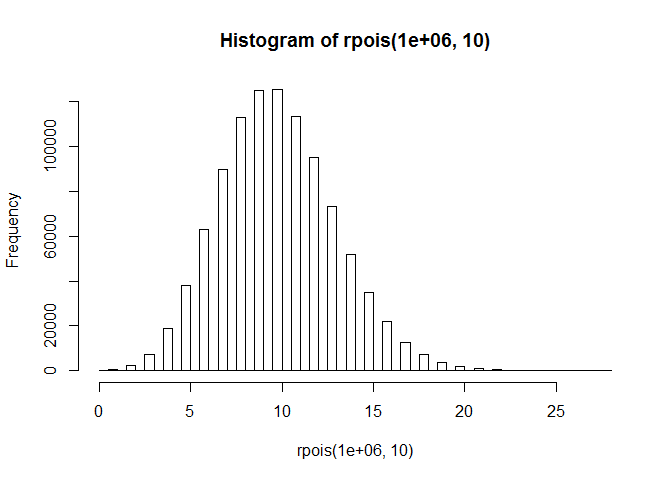 Histogram of rpois(1e+06, 10)
Frequency
100000
60000
20000
0
0 5 10 15 20 25
rpois(1e+06, 10)